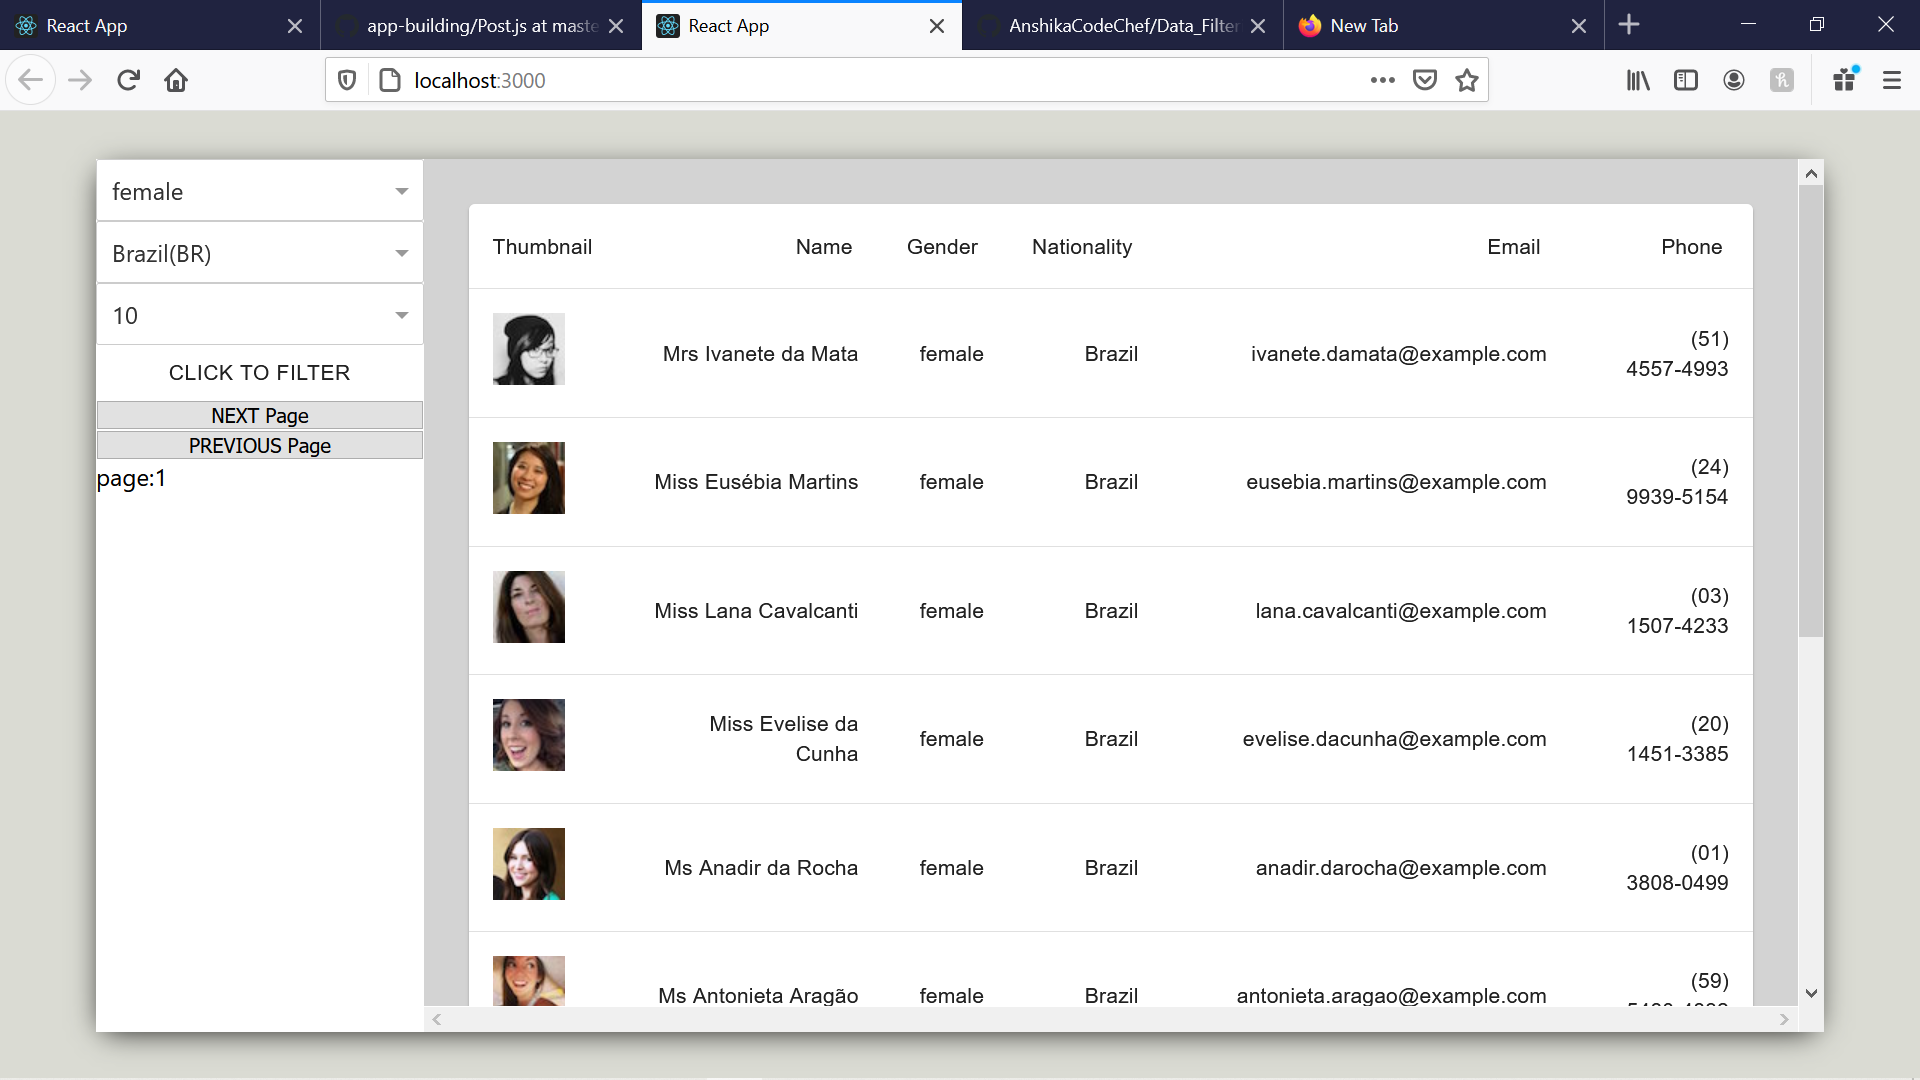 React App
app-building/Post.js at maste
React App
AnshikaCodeChef/Data_Filter
New Tab
localhost:3000
female
Brazil(BR)
10
CLICK TO FILTER
NEXT Page
PREVIOUS Page
page:1
Thumbnail Name Gender Nationality Email Phone
Mrs Ivanete da Mata female Brazil ivanete.damata@example.com (51)
4557-4993
Miss Eusébia Martins female Brazil eusebia.martins@example.com (24)
9939-5154
Miss Lana Cavalcanti female Brazil lana.cavalcanti@example.com (03)
1507-4233
Miss Evelise da
Cunha female Brazil evelise.dacunha@example.com (20)
1451-3385
Ms Anadir da Rocha female Brazil anadir.darocha@example.com (01)
3808-0499
Ms Antonieta Aragão female Brazil antonieta.aragao@example.com (59)